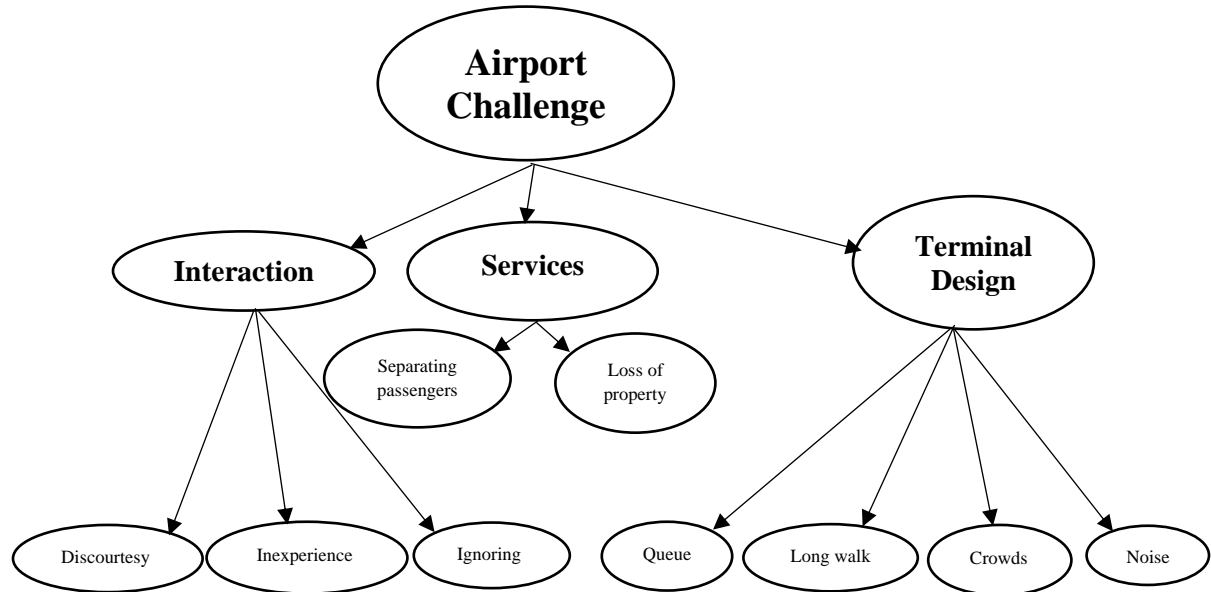 Airport
Challenge
Interaction
Services
Terminal
Design
Separating
passengers
Loss of
property
Discourtesy
Inexperience
Ignoring
Queue
Long walk
Crowds
Noise